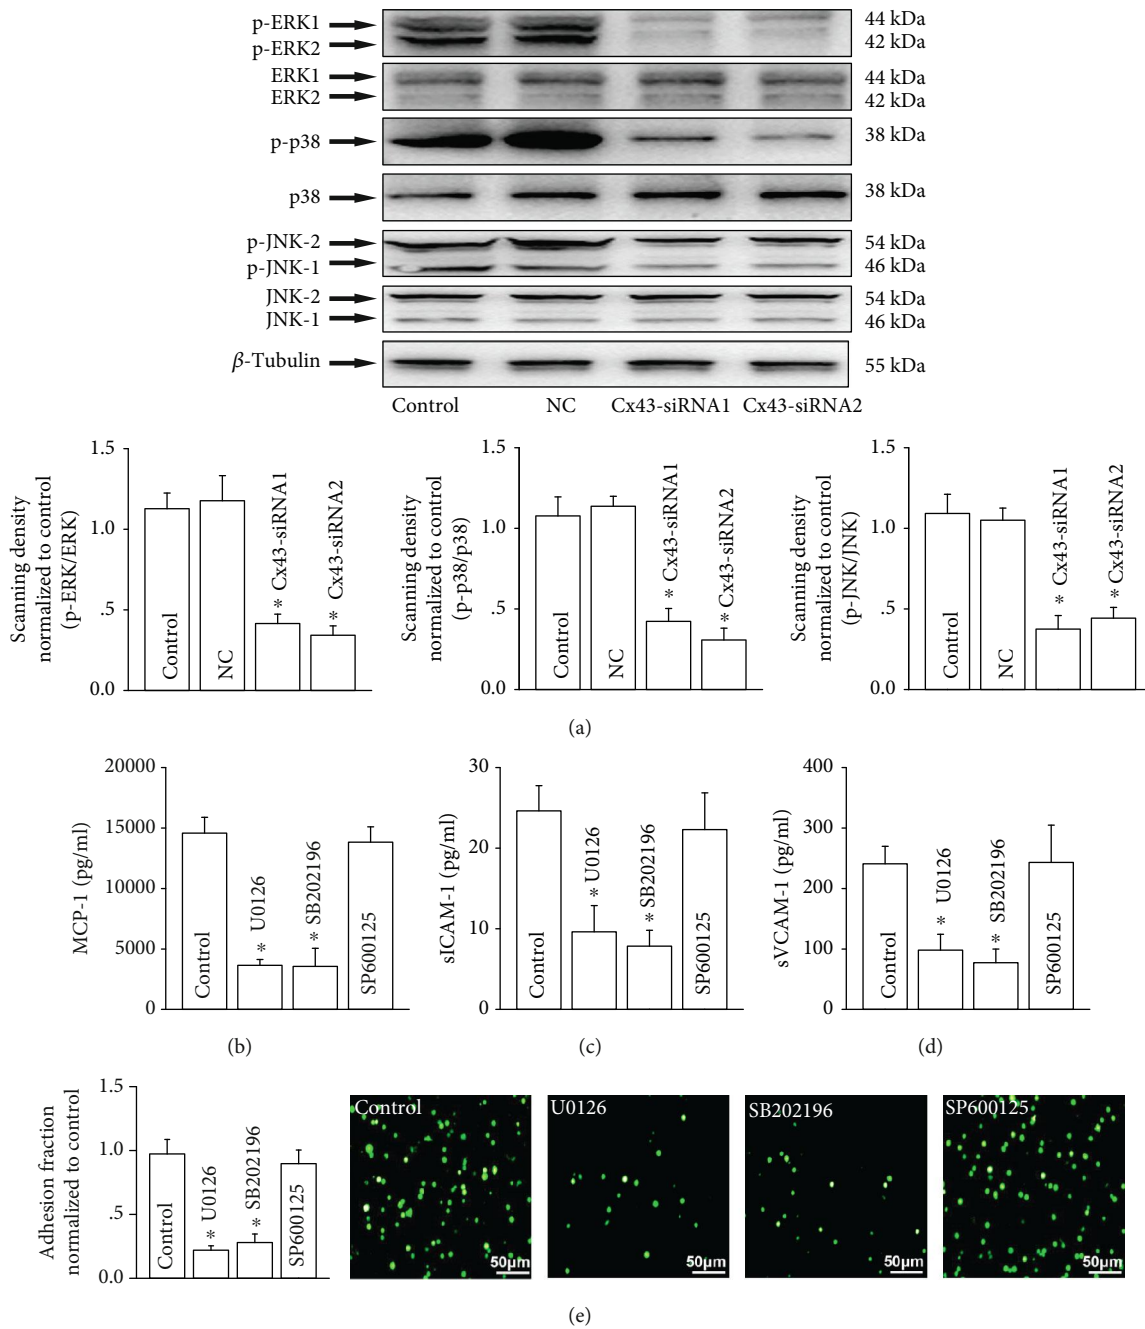 p-ERK1 44 kDa
p-ERK2 42 kDa
ERK1 44 kDa
ERK2 42 kDa
p-p38 38 kDa
p38 38 kDa
p-JNK-2 54 kDa
p-JNK-1 46 kDa
JNK-2 54 kDa
JNK-1 46 kDa
β-Tubulin 55 kDa
Control NC Cx43-siRNA1 Cx43-siRNA2
Scanning density
normalized to control
(p-ERK/ERK)
1.5
1.0
.5
0.0
Control
NC
* Cx43-siRNA1
* Cx43-siRNA2
Scanning density
normalized to control
(p-p38/p38)
1.5
1.0
.5
0.0
Control
NC
* Cx43-siRNA1
* Cx43-siRNA2
Scanning density
normalized to control
(p-JNK/JNK)
1.5
1.0
.5
0.0
Control
NC
* Cx43-siRNA1
* Cx43-siRNA2
(a)
MCP-1 (pg/ml)
20000
15000
10000
5000
0
Control
* U0126
* SB202196
SP600125
(b)
sICAM-1 (pg/ml)
30
20
10
0
Control
* U0126
* SB202196
SP600125
(c)
sVCAM-1 (pg/ml)
400
300
200
100
0
Control
* U0126
* SB202196
SP600125
(d)
Adhesion fraction
normalized to control
1.5
1.0
.5
0.0
Control
* U0126
* SB202196
SP600125
Control
50μm
U0126
50μm
SB202196
50μm
SP600125
50μm
(e)